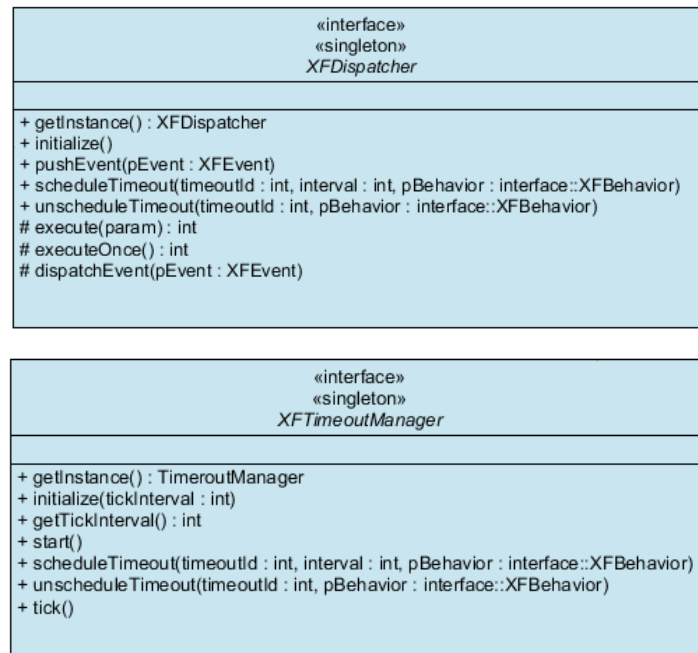 «interface»
«singleton»
XFDispatcher
+ getInstance() : XFDispatcher
+ initialize()
+ pushEvent(pEvent : XFEvent)
+ scheduleTimeout(timeoutId : int, interval : int, pBehavior : interface::XFBehavior)
+ unscheduleTimeout(timeoutId : int, pBehavior : interface::XFBehavior)
# execute(param) : int
# executeOnce() : int
# dispatchEvent(pEvent : XFEvent)
«interface»
«singleton»
XFTimeoutManager
+ getInstance() : TimeroutManager
+ initialize(tickInterval : int)
+ getTickInterval() : int
+ start()
+ scheduleTimeout(timeoutId : int, interval : int, pBehavior : interface::XFBehavior)
+ unscheduleTimeout(timeoutId : int, pBehavior : interface::XFBehavior)
+ tick()